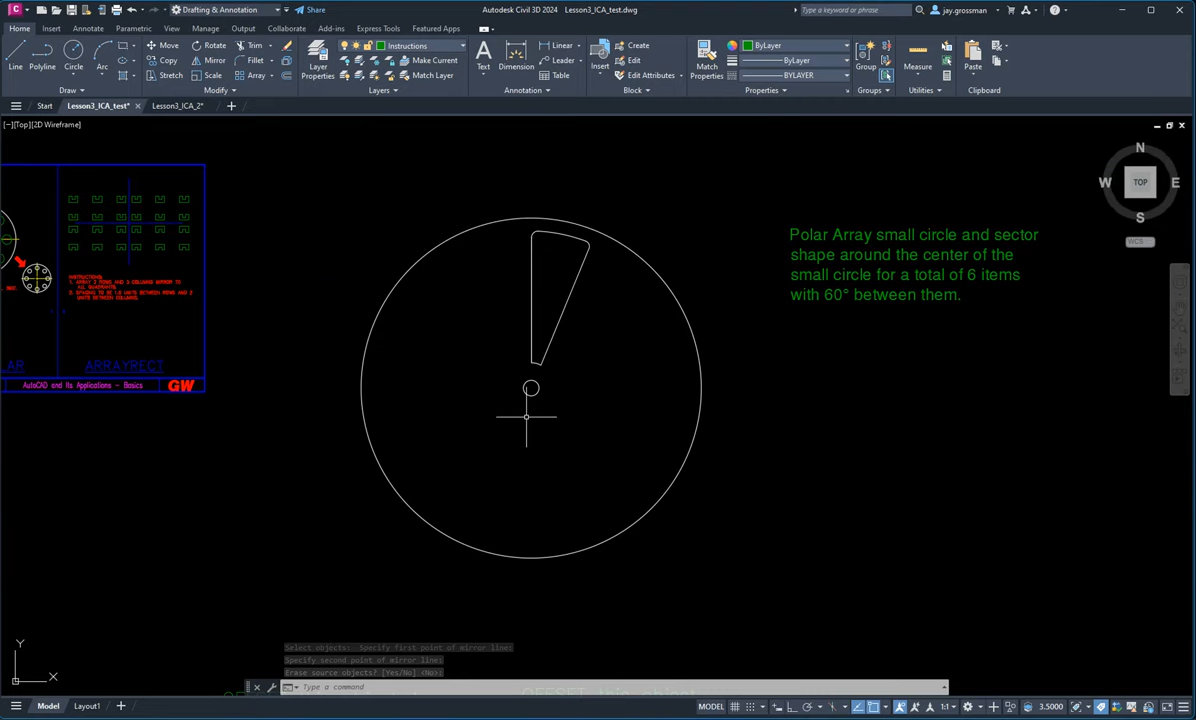 Drafting & Annotation
Share
Autodesk Civil 3D 2024
Lesson3_ICA_test.dwg
Type a keyword or phrase
jay.grossman
Home
Insert
Annotate
Parametric
View
Manage
Output
Collaborate
Add-ins
Express Tools
Featured Apps
Line
Polyline
Circle
Arc
Move
Rotate
Trim
Copy
Mirror
Fillet
Stretch
Scale
Array
Draw
Modify
Layer
Properties
Instructions
Make Current
Match Layer
Layers
Text
Dimension
Linear
Leader
Table
Annotation
Insert
Create
Edit
Edit Attributes
Block
Match
Properties
ByLayer
ByLayer
BYLAYER
Properties
Group
Groups
Measure
Utilities
Paste
Clipboard
Start
Lesson3_ICA_test*
Lesson3_ICA_2*
[−][Top][2D Wireframe]
N
W
TOP
E
S
WCS
Polar Array small circle and sector
shape around the center of the
small circle for a total of 6 items
with 60° between them.
INSTRUCTIONS:
AR
ARRAYRECT
AutoCAD and Its Applications - Basics
GW
Y
X
Select objects: Specify first point of mirror line:
Specify second point of mirror line:
Erase source objects? [Yes/No] <No>:
Type a command
OFFSET this object
Model
Layout1
MODEL
1:1
3.5000